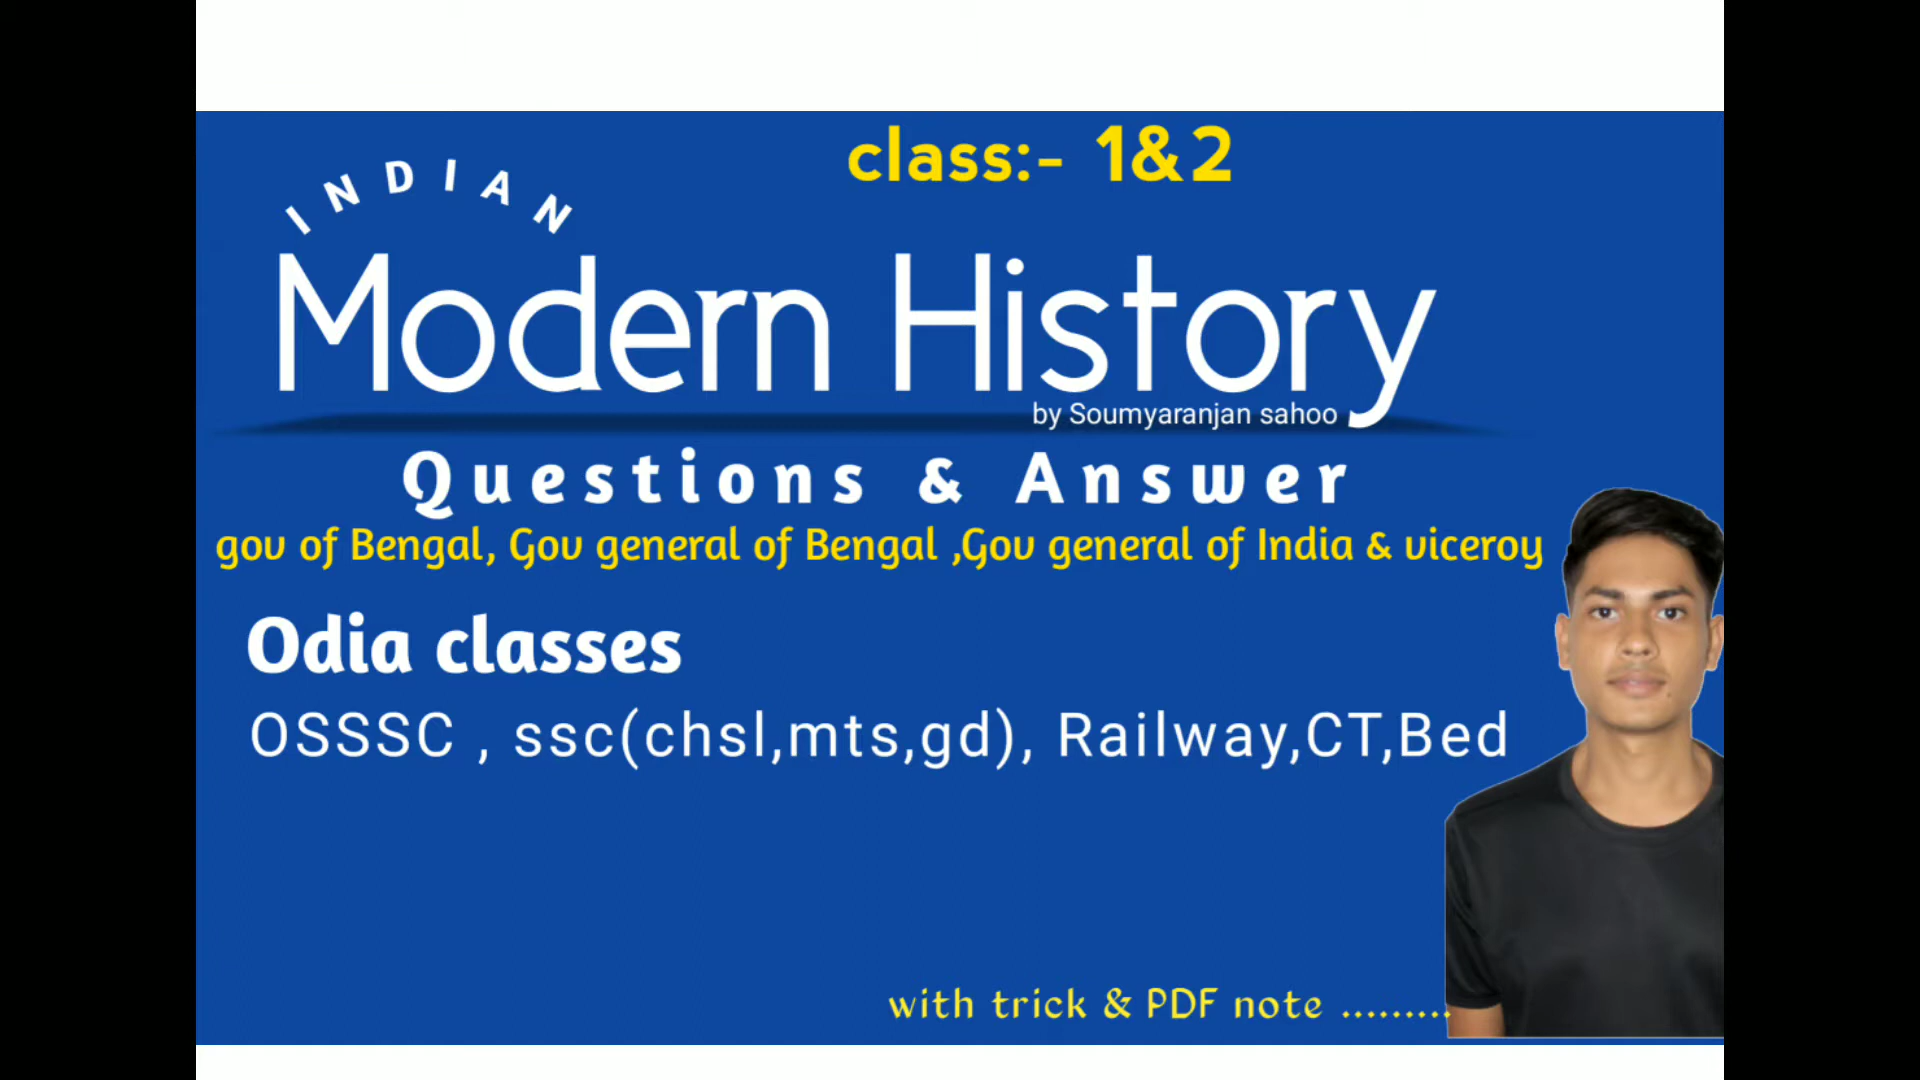 class:- 1&2
INDIAN
Modern History
by Soumyaranjan sahoo
Questions & Answer
gov of Bengal, Gov general of Bengal ,Gov general of India & viceroy
Odia classes
OSSSC , ssc(chsl,mts,gd), Railway,CT,Bed
with trick & PDF note .........